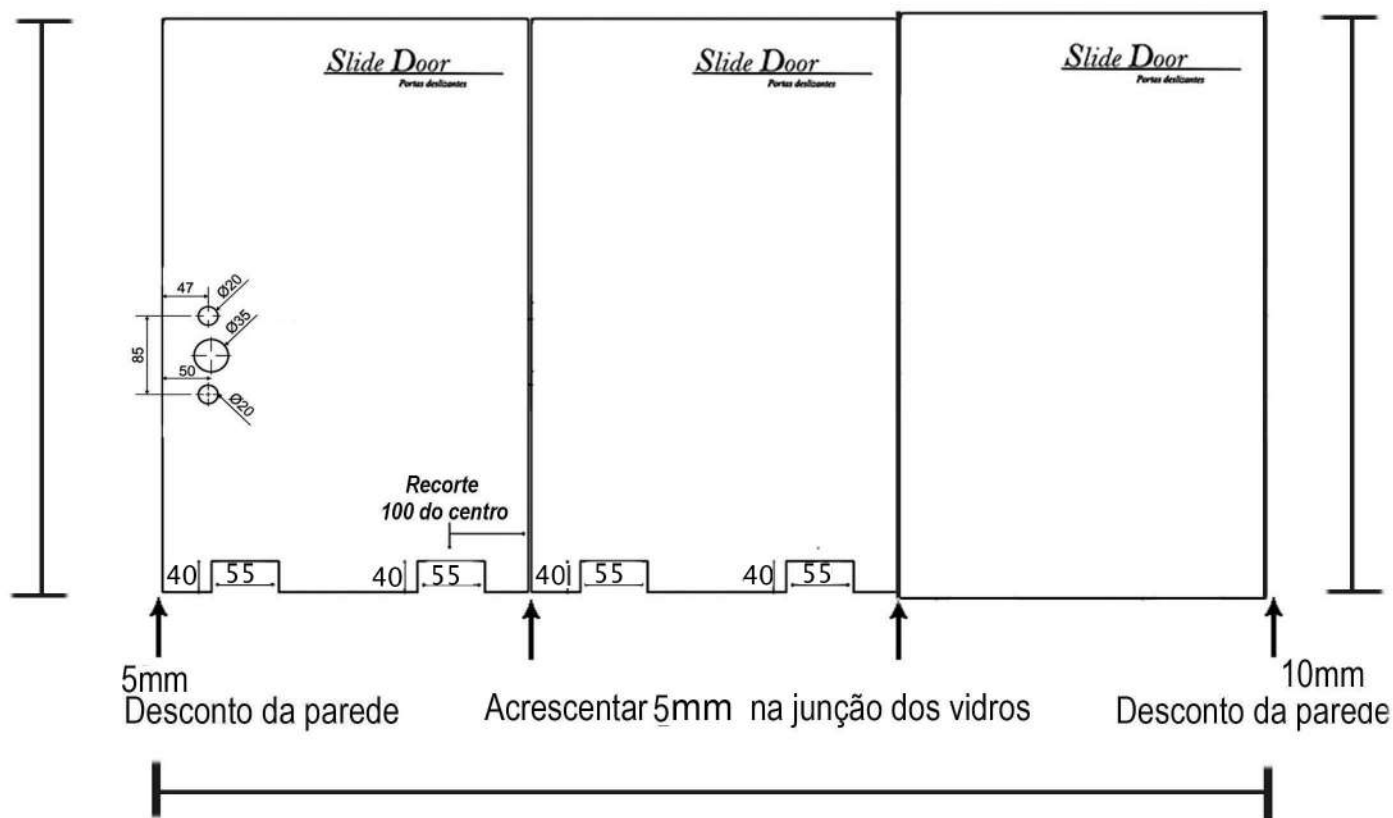 Slide Door
Portas deslizantes
Slide Door
Portas deslizantes
Slide Door
Portas deslizantes
47
Ø20
Ø35
85
50
Ø20
Recorte
100 do centro
40
55
40
55
40
55
40
55
5mm
Desconto da parede
Acrescentar 5mm na junção dos vidros
10mm
Desconto da parede